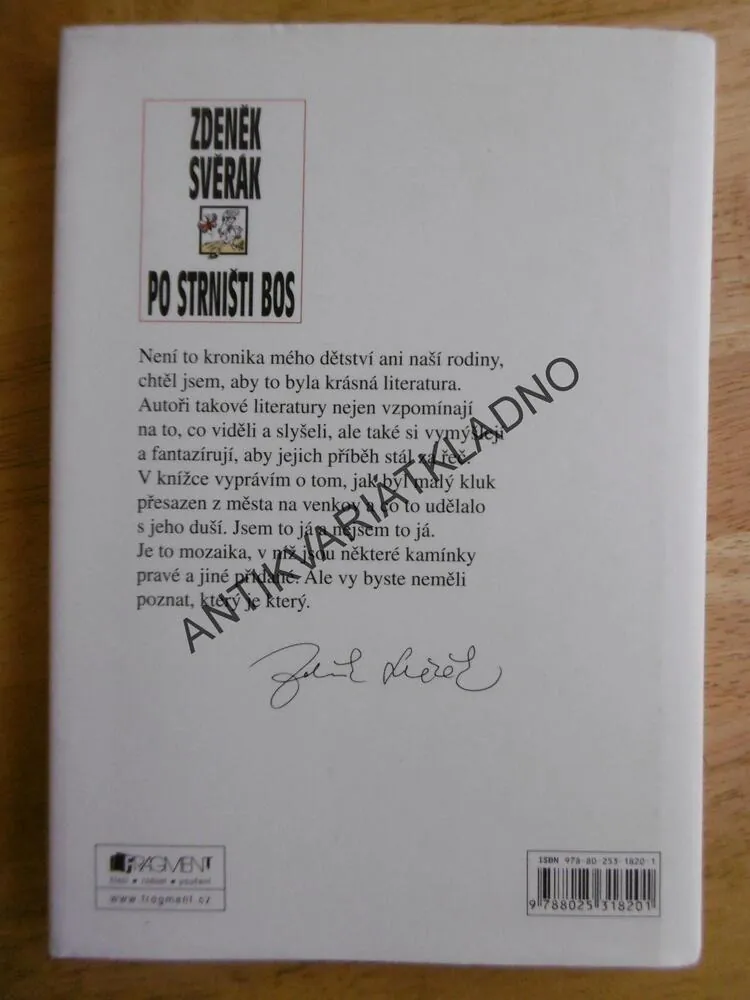 ZDENĚK
SVĚRÁK
PO STRNIŠTI BOS
Není to kronika mého dětství ani naší rodiny,
chtěl jsem, aby to byla krásná literatura.
Autoři takové literatury nejen vzpomínají
na to, co viděli a slyšeli, ale také si vymýšlejí
a fantazírují, aby jejich příběh stál za řeč.
V knížce vyprávím o tom, jak byl malý kluk
přesazen z města na venkov a co to udělalo
s jeho duší. Jsem to já a nejsem to já.
Je to mozaika, v níž jsou některé kamínky
pravé a jiné přidané. Ale vy byste neměli
poznat, který je který.
ANTIKVARIATKLADNO
Zdeněk Svěrák
FRAGMENT
www.fragment.cz
ISBN 978-80-253-1820-1
9 788025 318201